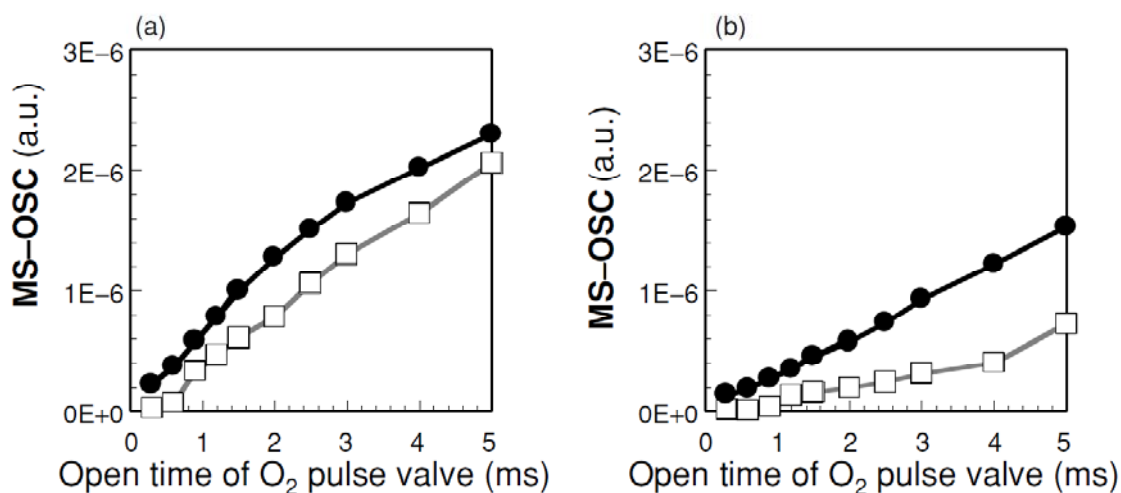 (a)
3E−6
2E−6
1E−6
0E+0
MS−OSC (a.u.)
0 1 2 3 4 5
Open time of O₂ pulse valve (ms)
(b)
3E−6
2E−6
1E−6
0E+0
MS−OSC (a.u.)
0 1 2 3 4 5
Open time of O₂ pulse valve (ms)